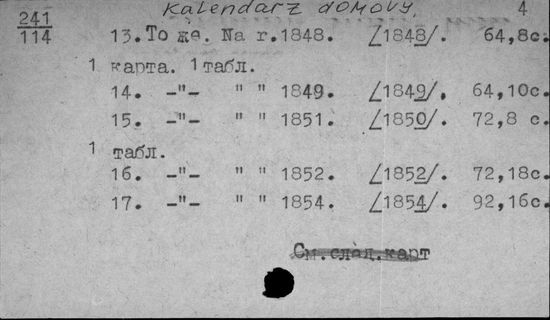 Kalendarz domowy. 4
241
114
13. То же. Na r. 1848. /1848/. 64,8с.
1 карта. 1 табл.
14. -"- " " 1849. /1849/. 64,10с.
15. -"- " " 1851. /1850/. 72,8 с.
1 табл.
16. -"- " " 1852. /1852/. 72,18с.
17. -"- " " 1854. /1854/. 92,16с.
См.след.карт